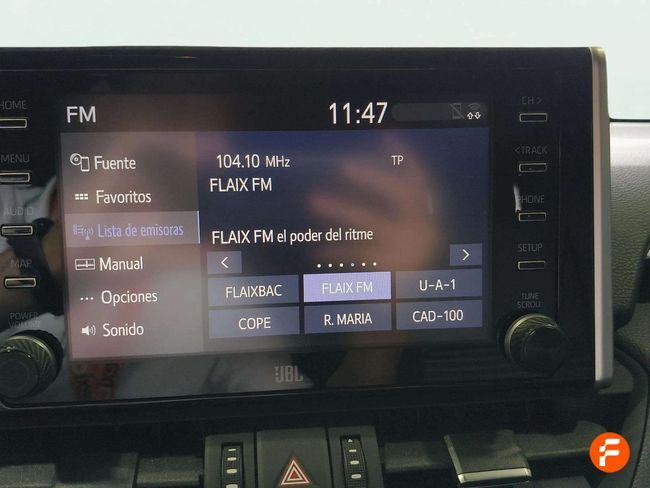 HOME
MENU
AUDIO
MAP
POWER
VOLUME
FM
11:47
Fuente
Favoritos
Lista de emisoras
Manual
Opciones
Sonido
104.10 MHz
TP
FLAIX FM
FLAIX FM el poder del ritme
<
>
FLAIXBAC
FLAIX FM
U-A-1
COPE
R. MARIA
CAD-100
JBL
CH >
< TRACK
PHONE
SETUP
TUNE
SCROLL